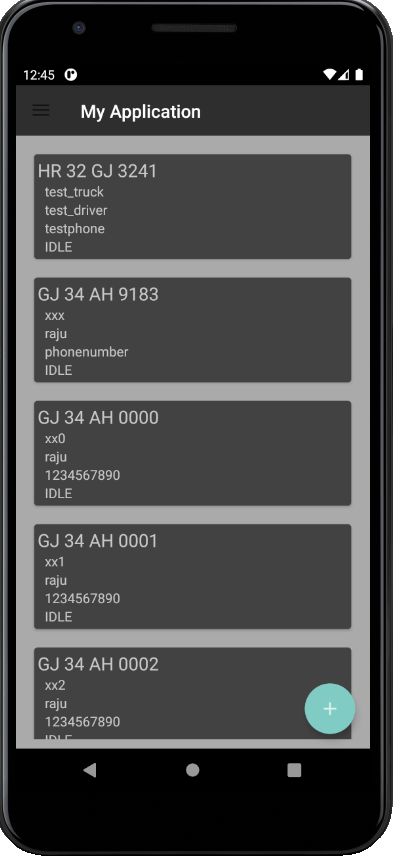 12:45
My Application
HR 32 GJ 3241
test_truck
test_driver
testphone
IDLE
GJ 34 AH 9183
xxx
raju
phonenumber
IDLE
GJ 34 AH 0000
xx0
raju
1234567890
IDLE
GJ 34 AH 0001
xx1
raju
1234567890
IDLE
GJ 34 AH 0002
xx2
raju
1234567890
IDLE